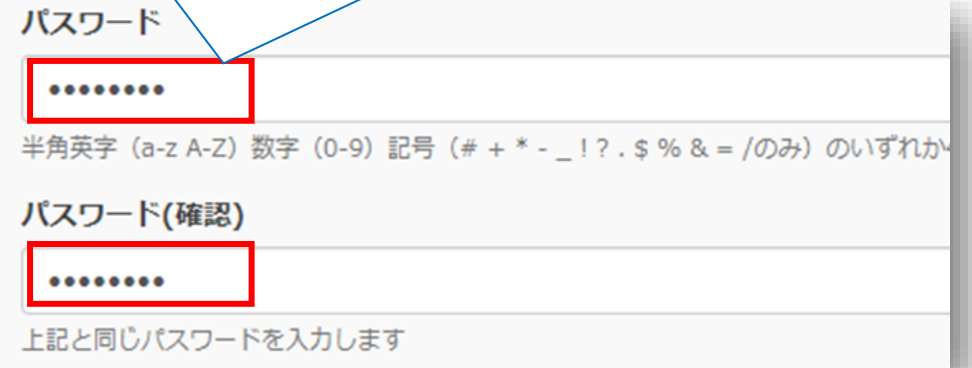 パスワード
••••••••
半角英字（a-z A-Z）数字（0-9）記号（# + * - _ ! ? . $ % & = /のみ）のいずれか
パスワード(確認)
••••••••
上記と同じパスワードを入力します